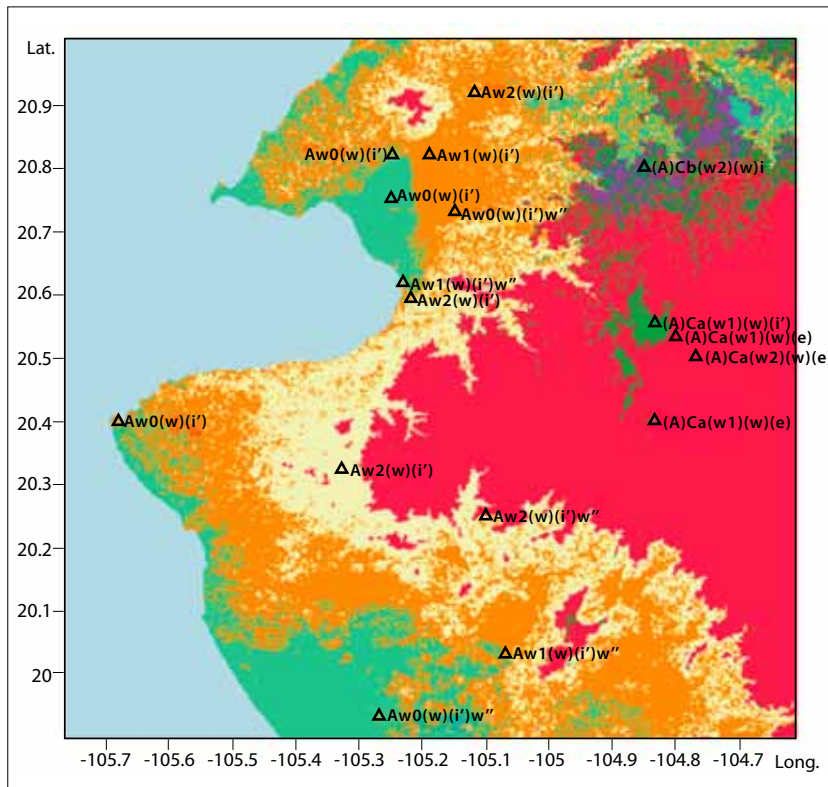 Lat.
20.9
20.8
20.7
20.6
20.5
20.4
20.3
20.2
20.1
20
Aw2(w)(i’)
Aw0(w)(i’)
Aw1(w)(i’)
(A)Cb(w2)(w)i
Aw0(w)(i’)
Aw0(w)(i’)w”
Aw1(w)(i’)w”
Aw2(w)(i’)
(A)Ca(w1)(w)(i’)
(A)Ca(w1)(w)(e)
(A)Ca(w2)(w)(e
Aw0(w)(i’)
(A)Ca(w1)(w)(e)
Aw2(w)(i’)
Aw2(w)(i’)w”
Aw1(w)(i’)w”
Aw0(w)(i’)w”
-105.7 -105.6 -105.5 -105.4 -105.3 -105.2 -105.1 -105 -104.9 -104.8 -104.7 Long.